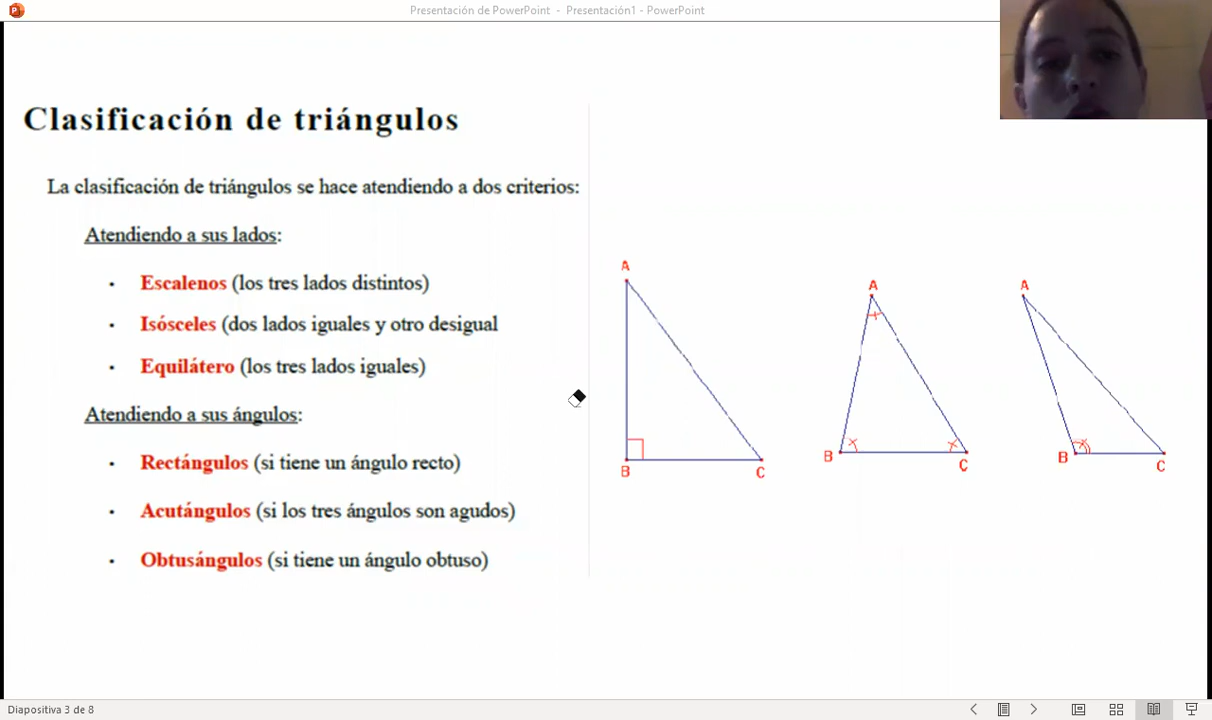 Presentación de PowerPoint - Presentación1 - PowerPoint
Clasificación de triángulos
La clasificación de triángulos se hace atendiendo a dos criterios:
Atendiendo a sus lados:
• Escalenos (los tres lados distintos)
• Isósceles (dos lados iguales y otro desigual
• Equilátero (los tres lados iguales)
Atendiendo a sus ángulos:
• Rectángulos (si tiene un ángulo recto)
• Acutángulos (si los tres ángulos son agudos)
• Obtusángulos (si tiene un ángulo obtuso)
A
B C
A
B C
A
B C
Diapositiva 3 de 8